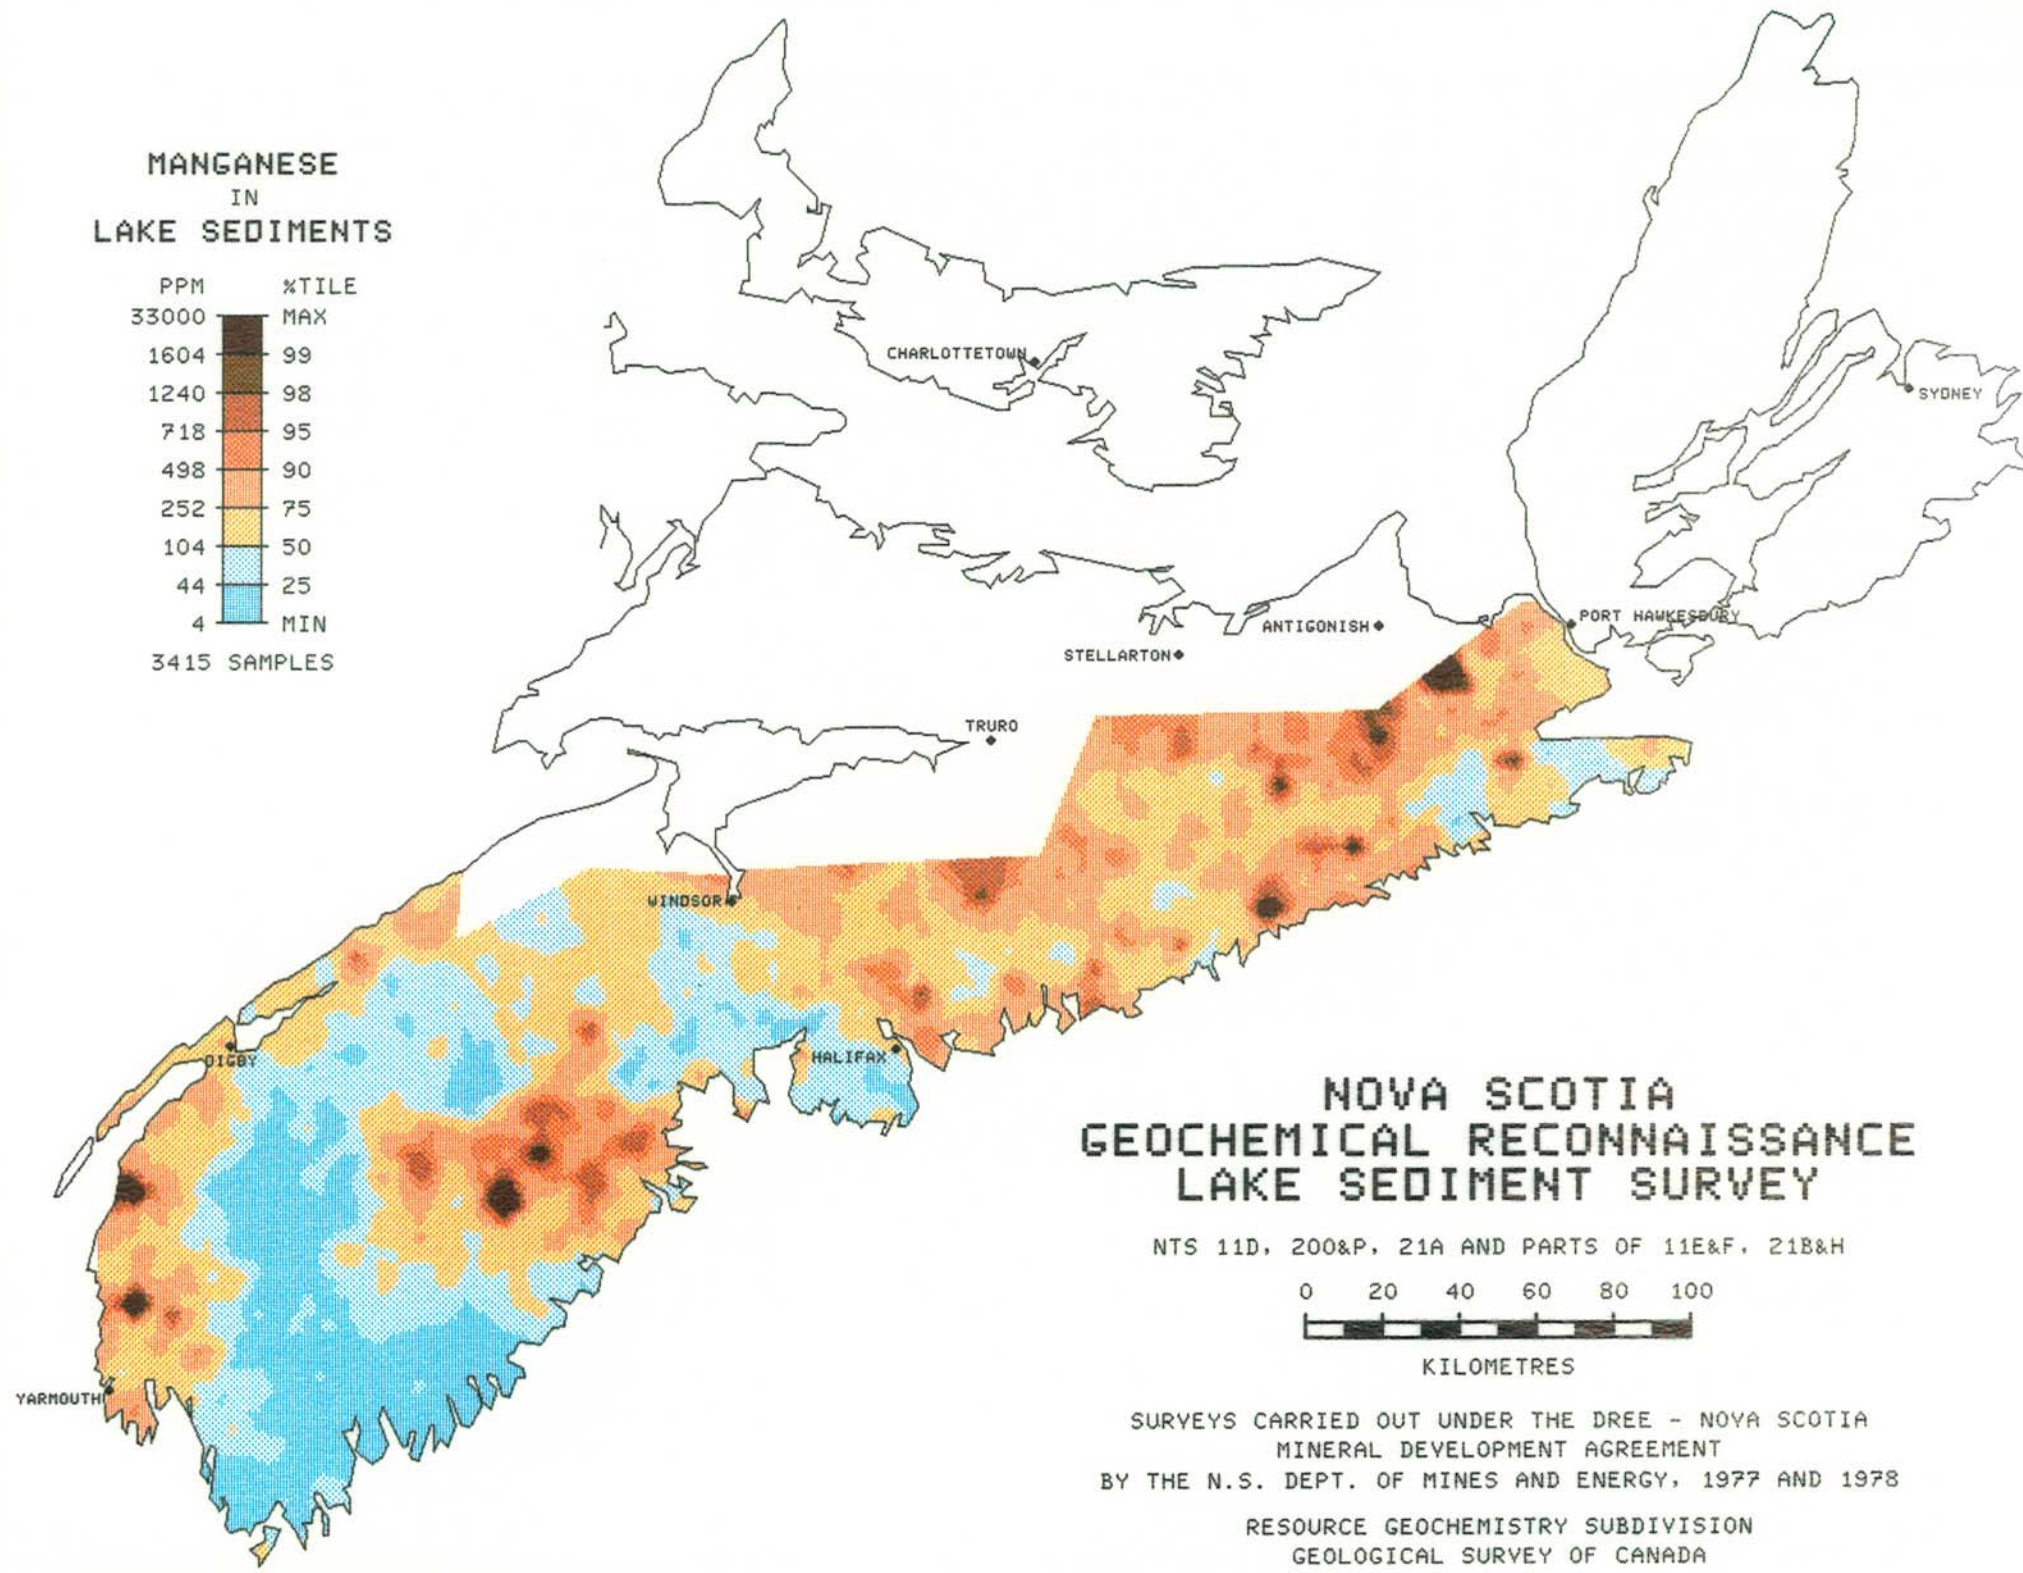 MANGANESE
IN
LAKE SEDIMENTS
PPM %TILE
33000 MAX
1604 99
1240 98
718 95
498 90
252 75
104 50
44 25
4 MIN
3415 SAMPLES
CHARLOTTETOWN
SYDNEY
PORT HAWKESBURY
ANTIGONISH
STELLARTON
TRURO
WINDSOR
DIGBY
HALIFAX
YARMOUTH
NOVA SCOTIA
GEOCHEMICAL RECONNAISSANCE
LAKE SEDIMENT SURVEY
NTS 11D, 20O&P, 21A AND PARTS OF 11E&F, 21B&H
0 20 40 60 80 100
KILOMETRES
SURVEYS CARRIED OUT UNDER THE DREE - NOVA SCOTIA
MINERAL DEVELOPMENT AGREEMENT
BY THE N.S. DEPT. OF MINES AND ENERGY, 1977 AND 1978
RESOURCE GEOCHEMISTRY SUBDIVISION
GEOLOGICAL SURVEY OF CANADA